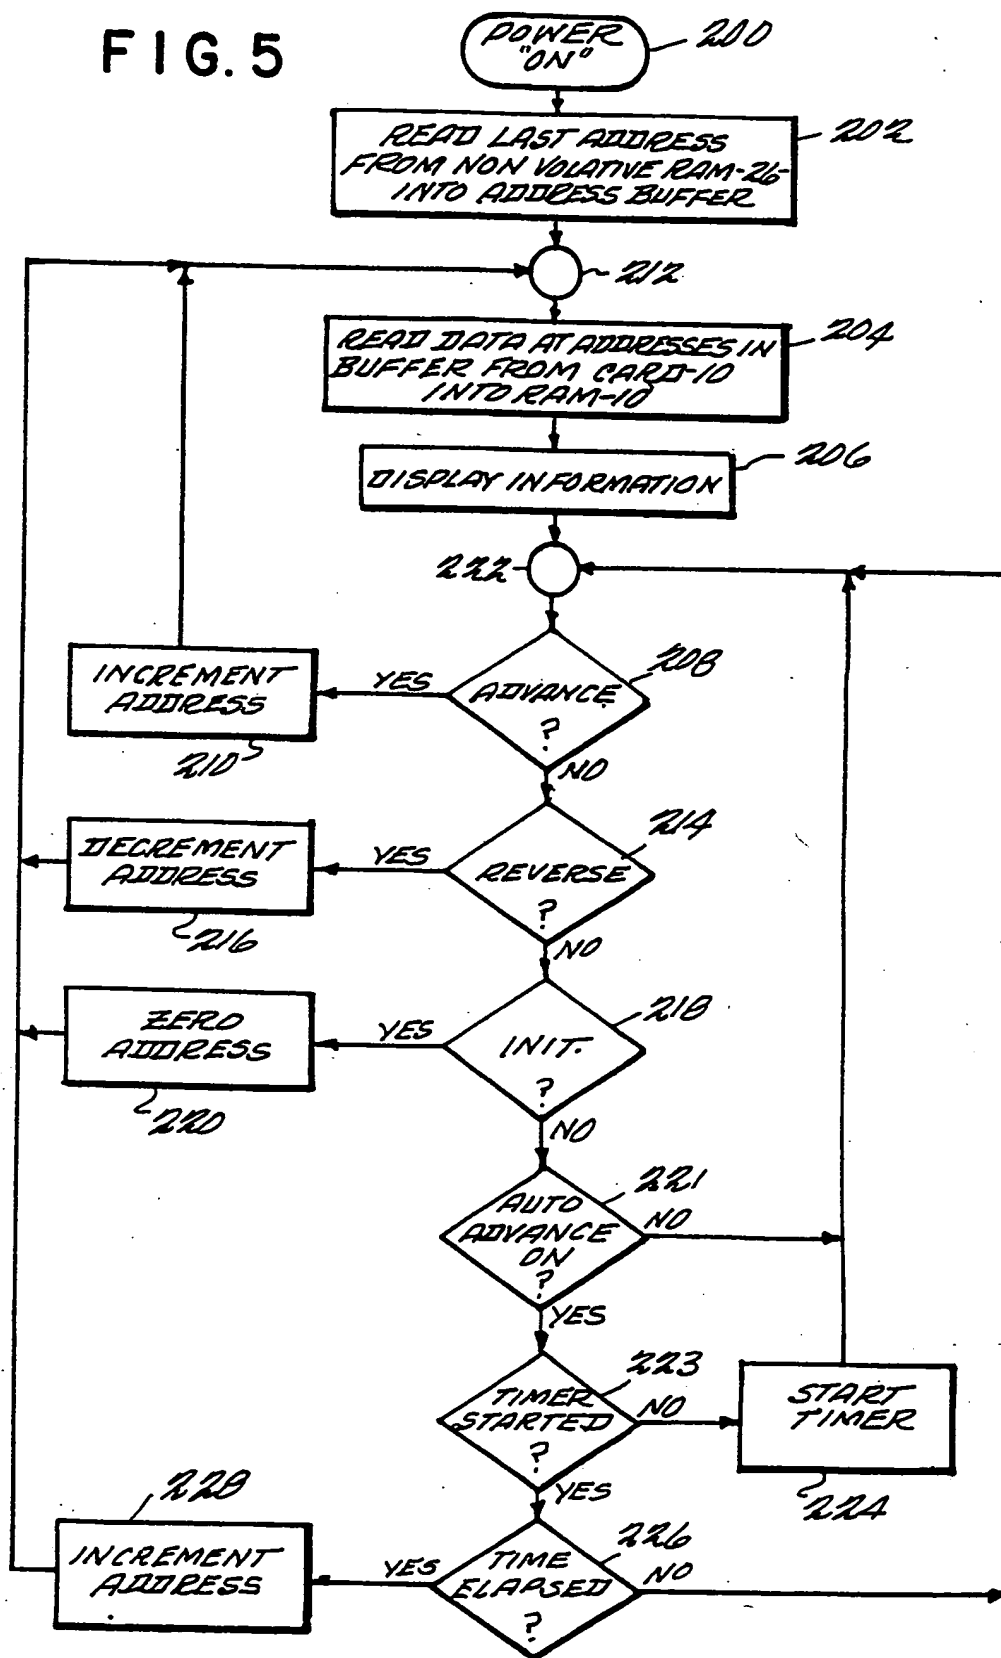 FIG. 5
POWER
"ON"
200
READ LAST ADDRESS
FROM NON VOLATIVE RAM-26-
INTO ADDRESS BUFFER
202
212
READ DATA AT ADDRESSES IN
BUFFER FROM CARD-10
INTO RAM-10
204
DISPLAY INFORMATION
206
222
ADVANCE
?
208
YES
INCREMENT
ADDRESS
210
NO
REVERSE
?
214
YES
DECREMENT
ADDRESS
216
NO
INIT.
?
218
YES
ZERO
ADDRESS
220
NO
AUTO
ADVANCE
ON
?
221
NO
YES
TIMER
STARTED
?
223
NO
START
TIMER
224
YES
TIME
ELAPSED
?
226
NO
YES
INCREMENT
ADDRESS
228